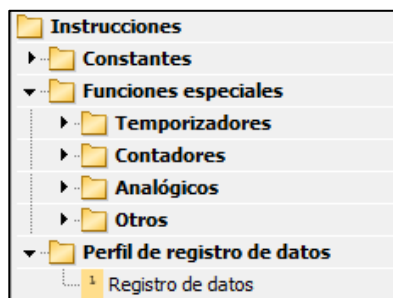 Instrucciones
Constantes
Funciones especiales
Temporizadores
Contadores
Analógicos
Otros
Perfil de registro de datos
1 Registro de datos